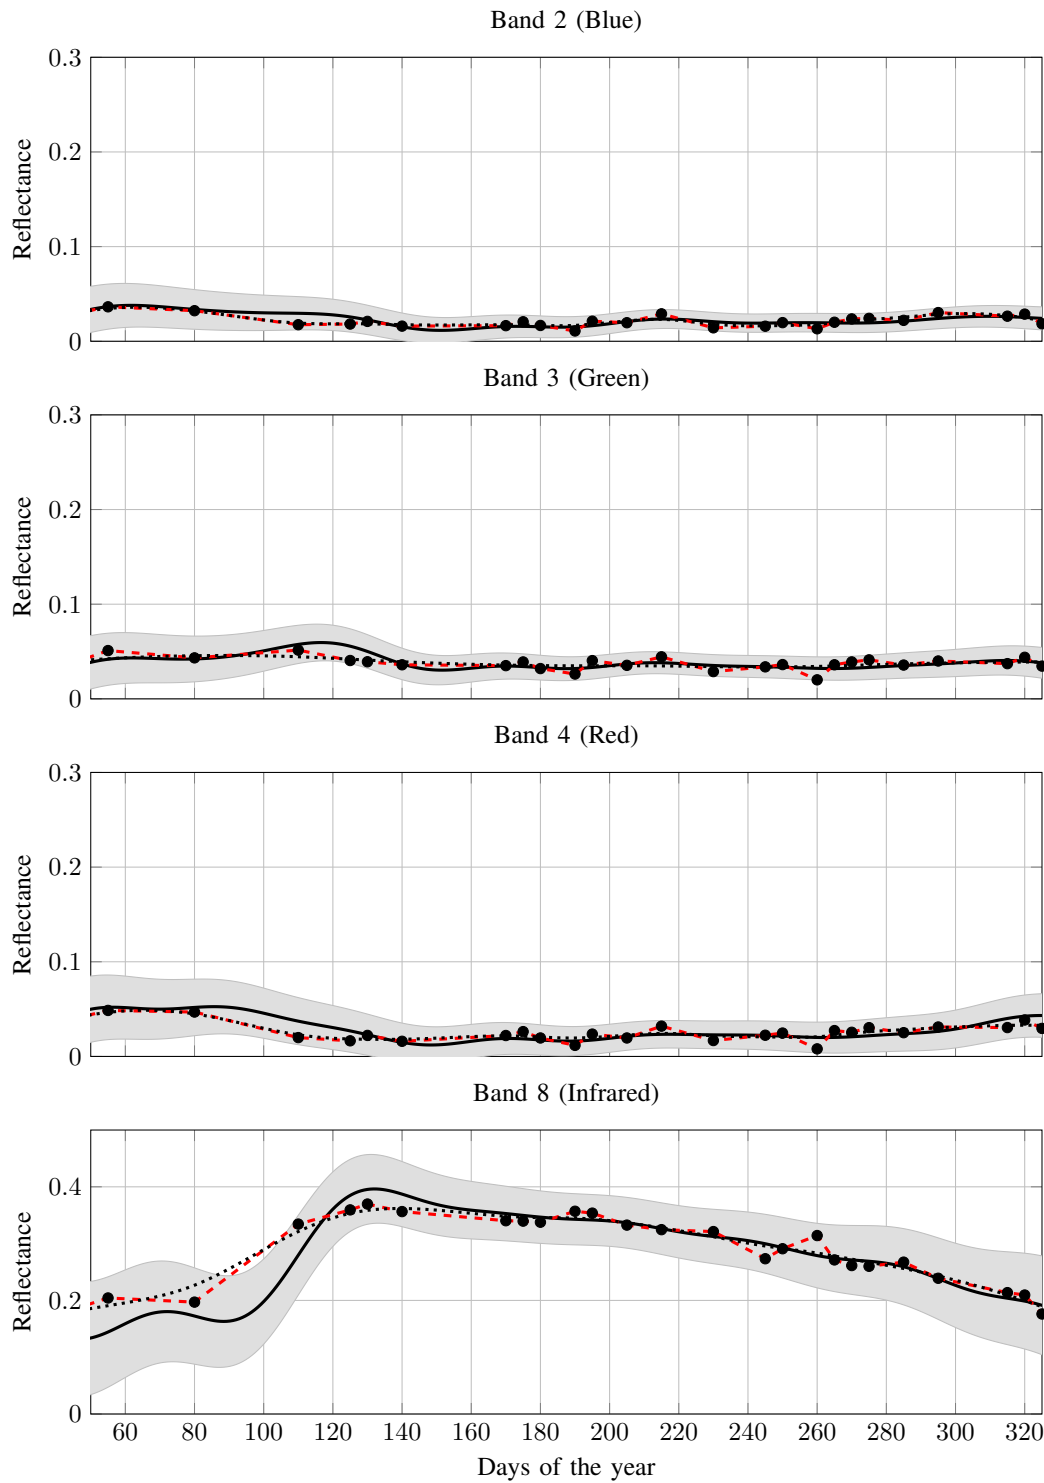 Band 2 (Blue)
0.3
0.2
0.1
0
Reflectance
Band 3 (Green)
0.3
0.2
0.1
0
Reflectance
Band 4 (Red)
0.3
0.2
0.1
0
Reflectance
Band 8 (Infrared)
0.4
0.2
0
Reflectance
60 80 100 120 140 160 180 200 220 240 260 280 300 320
Days of the year